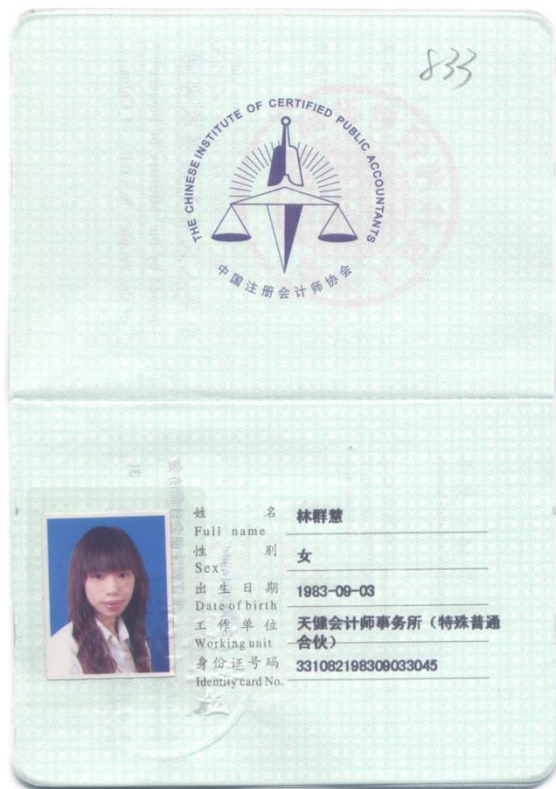 833
THE CHINESE INSTITUTE OF CERTIFIED PUBLIC ACCOUNTANTS
中国注册会计师协会
姓 名 林群慧
Full name
性 别 女
Sex
出生日期 1983-09-03
Date of birth
工作单位 天健会计师事务所（特殊普通
Working unit 合伙）
身份证号码 331082198309033045
Identity card No.